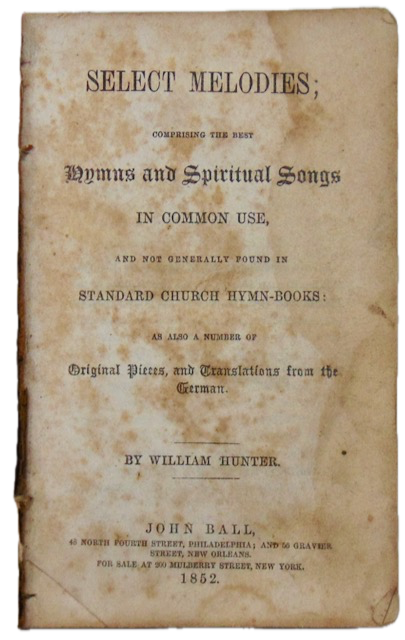 SELECT MELODIES;
COMPRISING THE BEST
Hymns and Spiritual Songs
IN COMMON USE,
AND NOT GENERALLY FOUND IN
STANDARD CHURCH HYMN-BOOKS:
AS ALSO A NUMBER OF
Original Pieces, and Translations from the
German.
BY WILLIAM HUNTER.
JOHN BALL,
48 NORTH FOURTH STREET, PHILADELPHIA; AND 56 GRAVIER
STREET, NEW ORLEANS.
FOR SALE AT 200 MULBERRY STREET, NEW YORK.
1852.